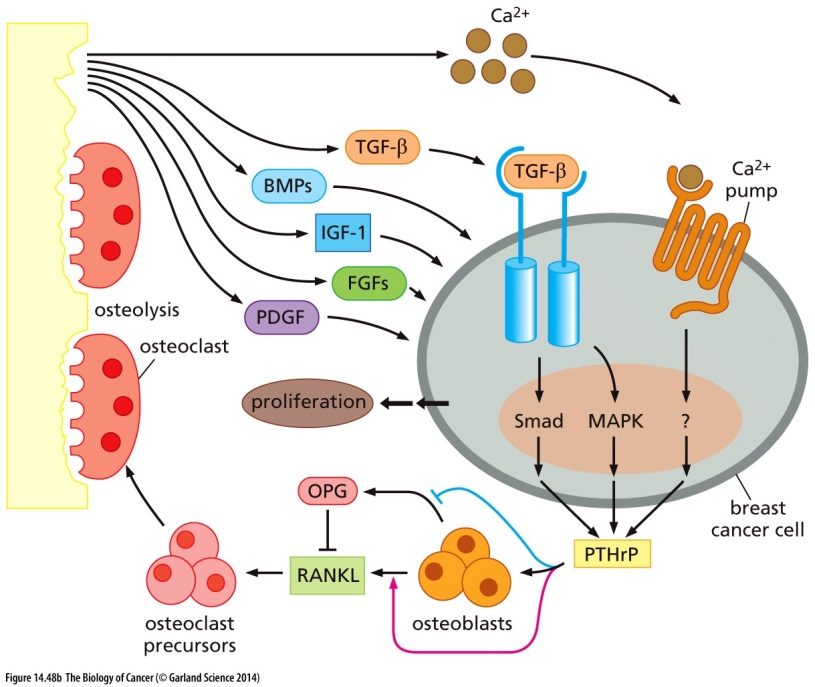 Ca²⁺
TGF-β
TGF-β
BMPs
Ca²⁺
pump
IGF-1
FGFs
osteolysis
PDGF
osteoclast
proliferation
Smad
MAPK
?
OPG
breast
cancer cell
PTHrP
RANKL
osteoclast
precursors
osteoblasts
Figure 14.48b The Biology of Cancer (© Garland Science 2014)